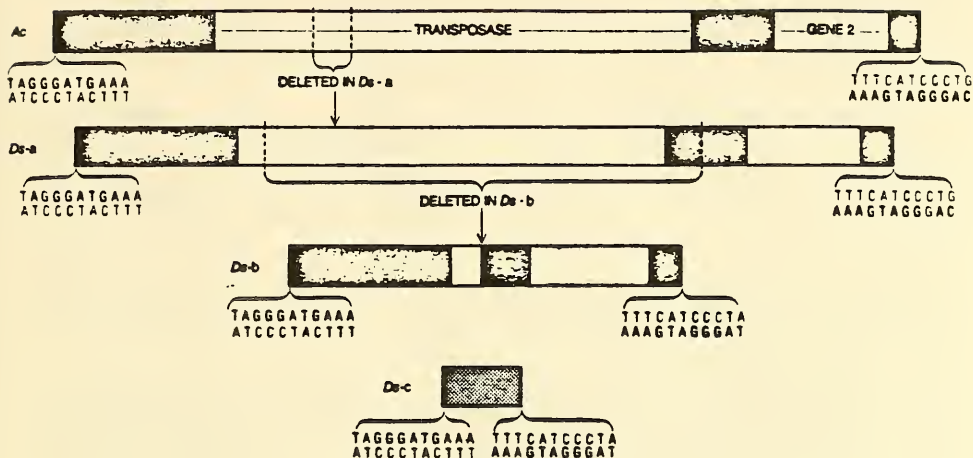 Ac
TRANSPOSASE
GENE 2
TAGGGATGAAA TTTCATCCCTG
ATCCCTACTTT AAAGTAGGGAC
DELETED IN Ds - a
Ds-a
TAGGGATGAAA TTTCATCCCTG
ATCCCTACTTT AAAGTAGGGAC
DELETED IN Ds - b
Ds-b
TAGGGATGAAA TTTCATCCCTA
ATCCCTACTTT AAAGTAGGGAT
Ds-c
TAGGGATGAAA TTTCATCCCTA
ATCCCTACTTT AAAGTAGGGAT